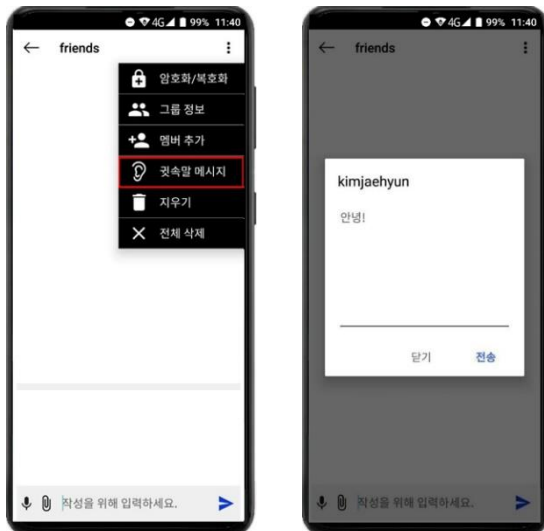 4G 99% 11:40
friends
암호화/복호화
그룹 정보
멤버 추가
귓속말 메시지
지우기
전체 삭제
작성을 위해 입력하세요.
4G 99% 11:40
friends
kimjaehyun
안녕!
닫기 전송
작성을 위해 입력하세요.